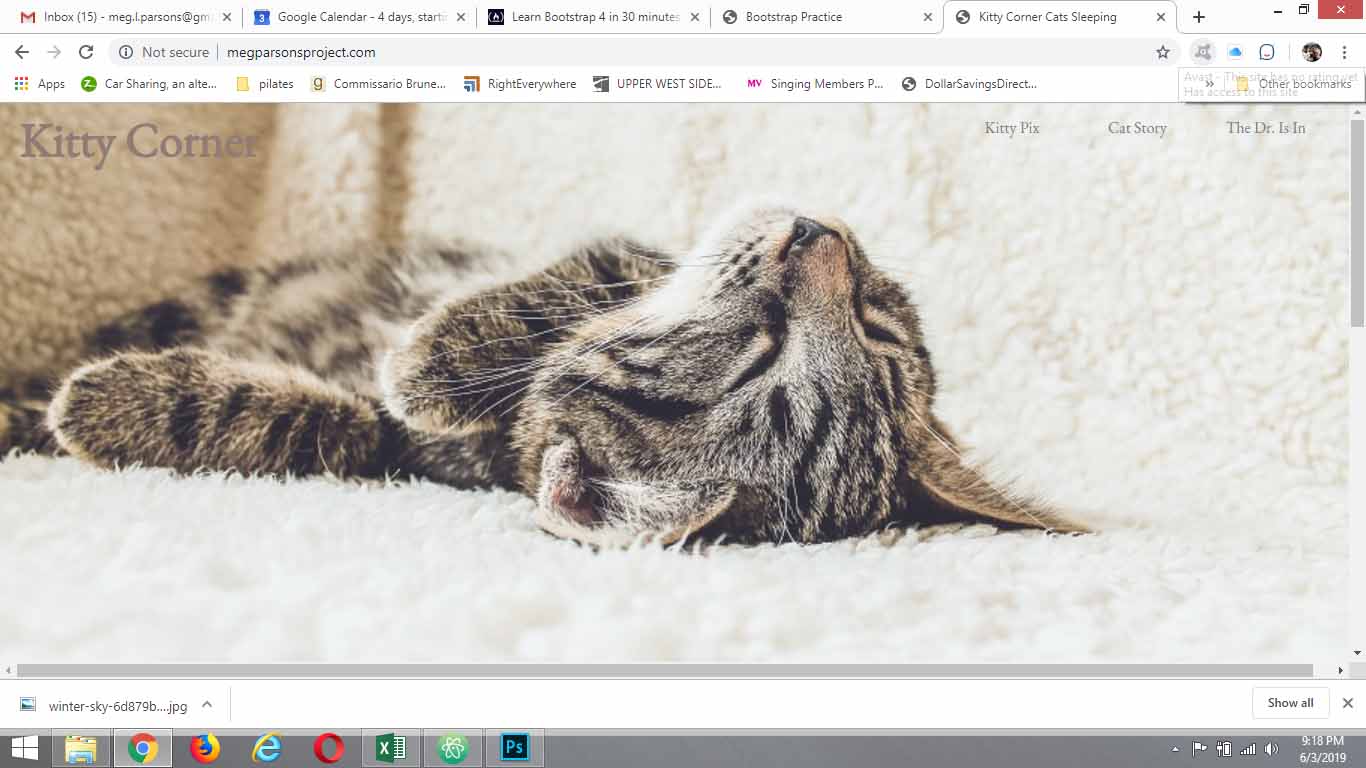 Inbox (15) - meg.l.parsons@gm
Google Calendar - 4 days, starti
Learn Bootstrap 4 in 30 minutes
Bootstrap Practice
Kitty Corner Cats Sleeping
Not secure
megparsonsproject.com
Apps
Car Sharing, an alte...
pilates
Commissario Brune...
RightEverywhere
UPPER WEST SIDE...
MV Singing Members P...
DollarSavingsDirect...
»
Other bookmarks
Avast - This site has no rating yet
Has access to this site
Kitty Corner
Kitty Pix
Cat Story
The Dr. Is In
winter-sky-6d879b....jpg
Show all
Ps
9:18 PM
6/3/2019